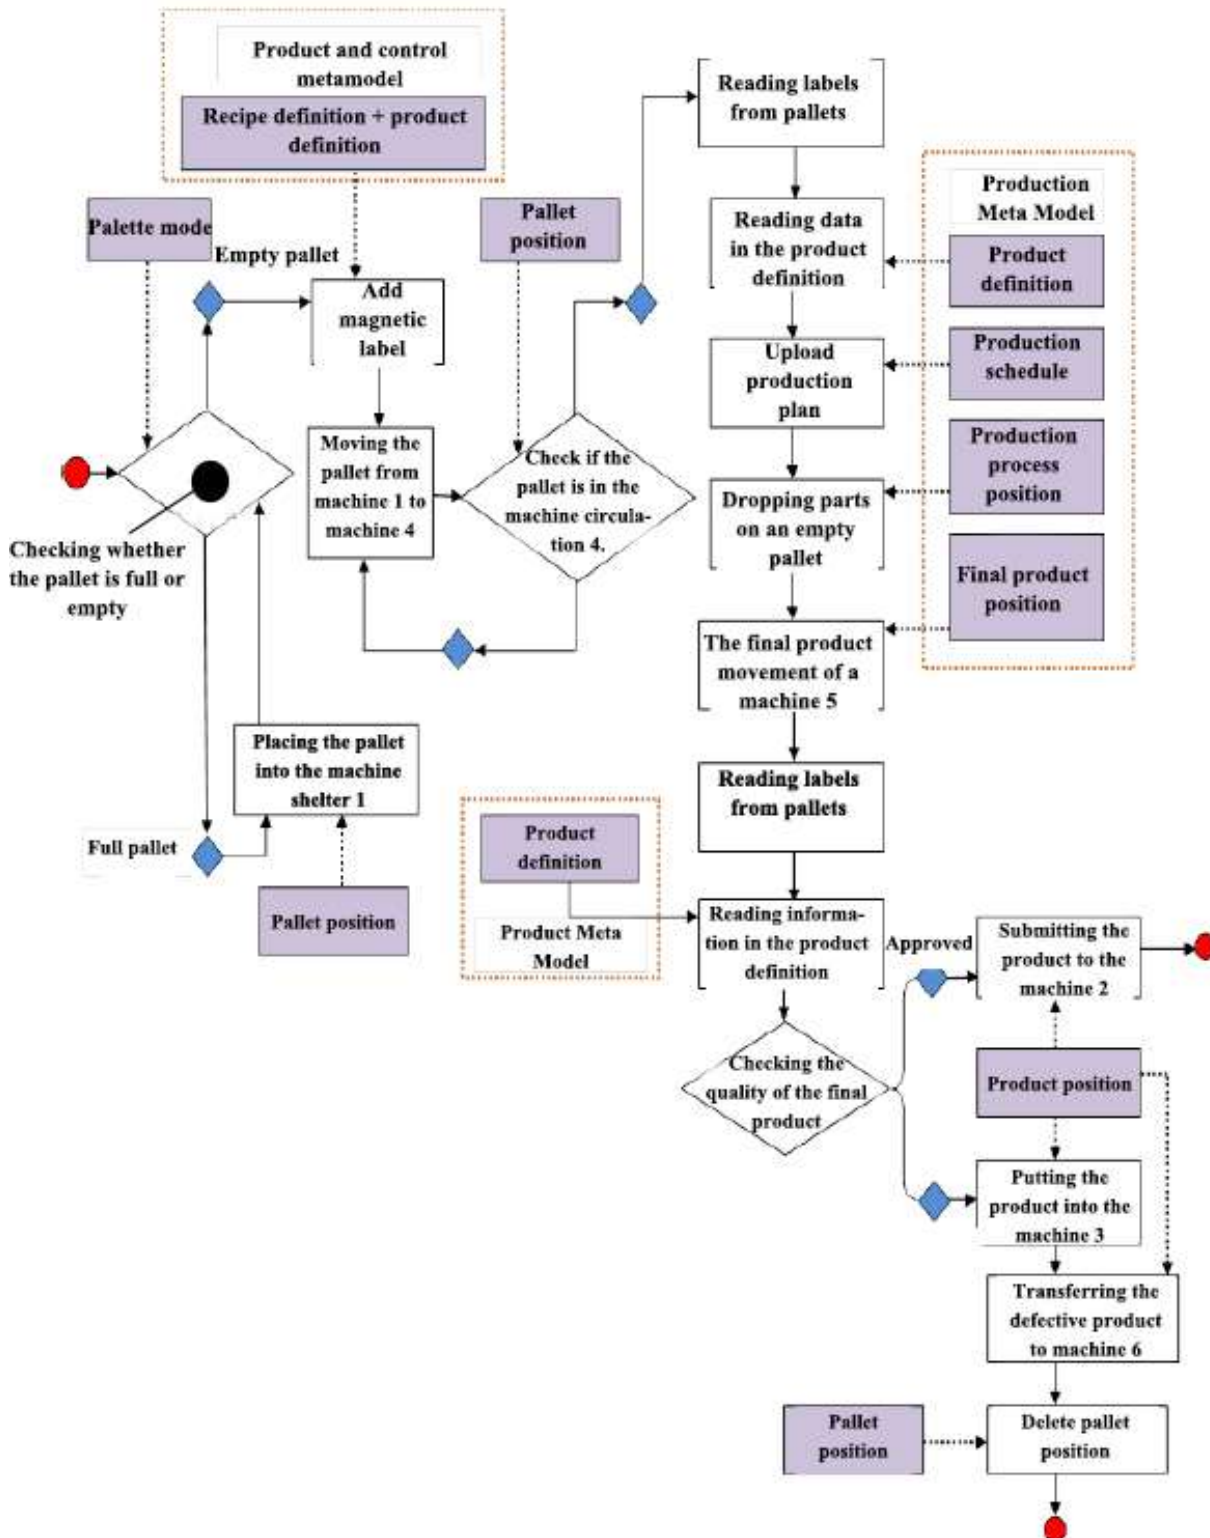 Product and control
metamodel
Recipe definition + product
definition
Palette mode
Empty pallet
Add
magnetic
label
Pallet
position
Reading labels
from pallets
Reading data
in the product
definition
Upload
production
plan
Dropping parts
on an empty
pallet
The final product
movement of a
machine 5
Production
Meta Model
Product
definition
Production
schedule
Production
process
position
Final product
position
Checking whether
the pallet is full or
empty
Moving the
pallet from
machine 1 to
machine 4
Check if the
pallet is in the
machine circula-
tion 4.
Placing the pallet
into the machine
shelter 1
Full pallet
Pallet position
Reading labels
from pallets
Product
definition
Product Meta
Model
Reading informa-
tion in the product
definition
Approved
Submitting the
product to the
machine 2
Checking the
quality of the final
product
Product position
Putting the
product into the
machine 3
Transferring the
defective product
to machine 6
Pallet
position
Delete pallet
position